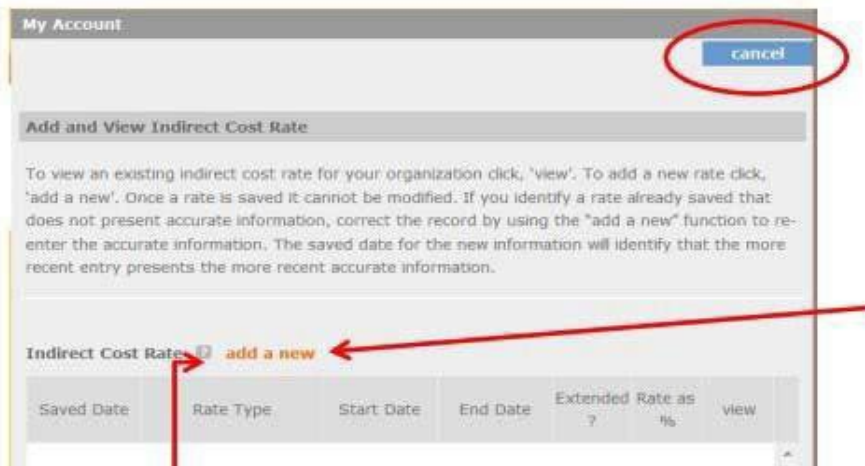 My Account
cancel
Add and View Indirect Cost Rate
To view an existing indirect cost rate for your organization click, 'view'. To add a new rate click,
'add a new'. Once a rate is saved it cannot be modified. If you identify a rate already saved that
does not present accurate information, correct the record by using the "add a new" function to re-
enter the accurate information. The saved date for the new information will identify that the more
recent entry presents the more recent accurate information.
Indirect Cost Rate ? add a new
Saved Date Rate Type Start Date End Date Extended ? Rate as % view